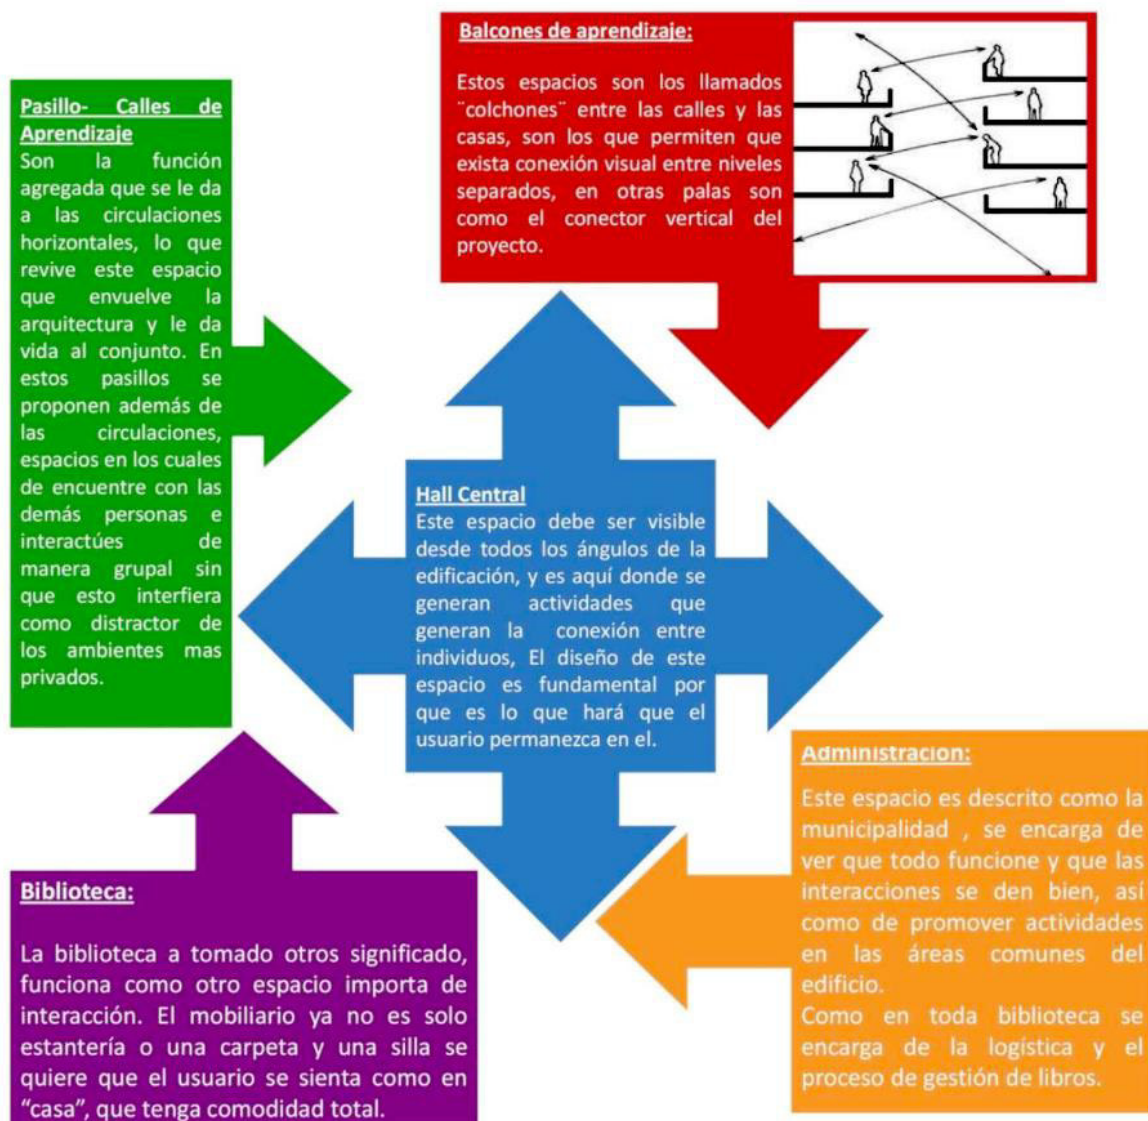 Balcones de aprendizaje:
Estos espacios son los llamados
¨colchones¨ entre las calles y las
casas, son los que permiten que
exista conexión visual entre niveles
separados, en otras palas son
como el conector vertical del
proyecto.
Pasillo- Calles de
Aprendizaje
Son la función
agregada que se le da
a las circulaciones
horizontales, lo que
revive este espacio
que envuelve la
arquitectura y le da
vida al conjunto. En
estos pasillos se
proponen además de
las circulaciones,
espacios en los cuales
de encuentre con las
demás personas e
interactúes de
manera grupal sin
que esto interfiera
como distractor de
los ambientes mas
privados.
Hall Central
Este espacio debe ser visible
desde todos los ángulos de la
edificación, y es aquí donde se
generan actividades que
generan la conexión entre
individuos, El diseño de este
espacio es fundamental por
que es lo que hará que el
usuario permanezca en el.
Administracion:
Este espacio es descrito como la
municipalidad , se encarga de
ver que todo funcione y que las
interacciones se den bien, así
como de promover actividades
en las áreas comunes del
edificio.
Como en toda biblioteca se
encarga de la logística y el
proceso de gestión de libros.
Biblioteca:
La biblioteca a tomado otros significado,
funciona como otro espacio importa de
interacción. El mobiliario ya no es solo
estantería o una carpeta y una silla se
quiere que el usuario se sienta como en
“casa”, que tenga comodidad total.